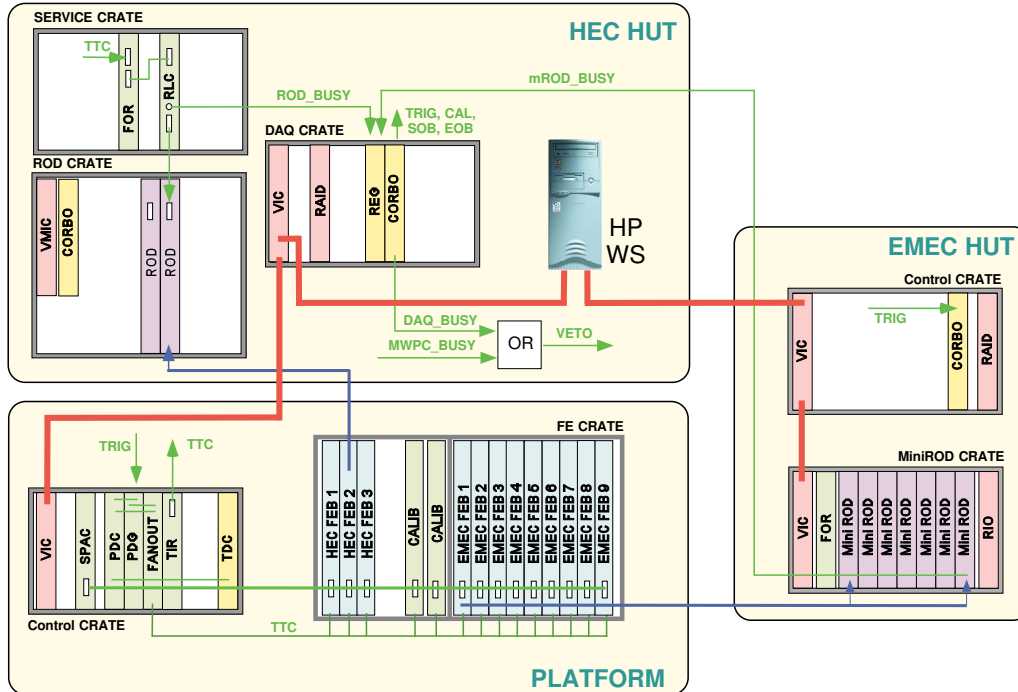 SERVICE CRATE
HEC HUT
TTC
FOR
RLC
ROD_BUSY
mROD_BUSY
TRIG, CAL,
SOB, EOB
DAQ CRATE
ROD CRATE
VMIC
CORBO
ROD
ROD
VIC
RAID
REG
CORBO
HP
WS
DAQ_BUSY
MWPC_BUSY
OR
VETO
EMEC HUT
Control CRATE
VIC
TRIG
CORBO
RAID
MiniROD CRATE
VIC
FOR
Mini ROD
Mini ROD
Mini ROD
Mini ROD
Mini ROD
Mini ROD
Mini ROD
RIO
FE CRATE
TRIG
TTC
VIC
SPAC
PDC
PDG
FANOUT
TIR
TDC
Control CRATE
HEC FEB 1
HEC FEB 2
HEC FEB 3
CALIB
CALIB
EMEC FEB 1
EMEC FEB 2
EMEC FEB 3
EMEC FEB 4
EMEC FEB 5
EMEC FEB 6
EMEC FEB 7
EMEC FEB 8
EMEC FEB 9
TTC
PLATFORM